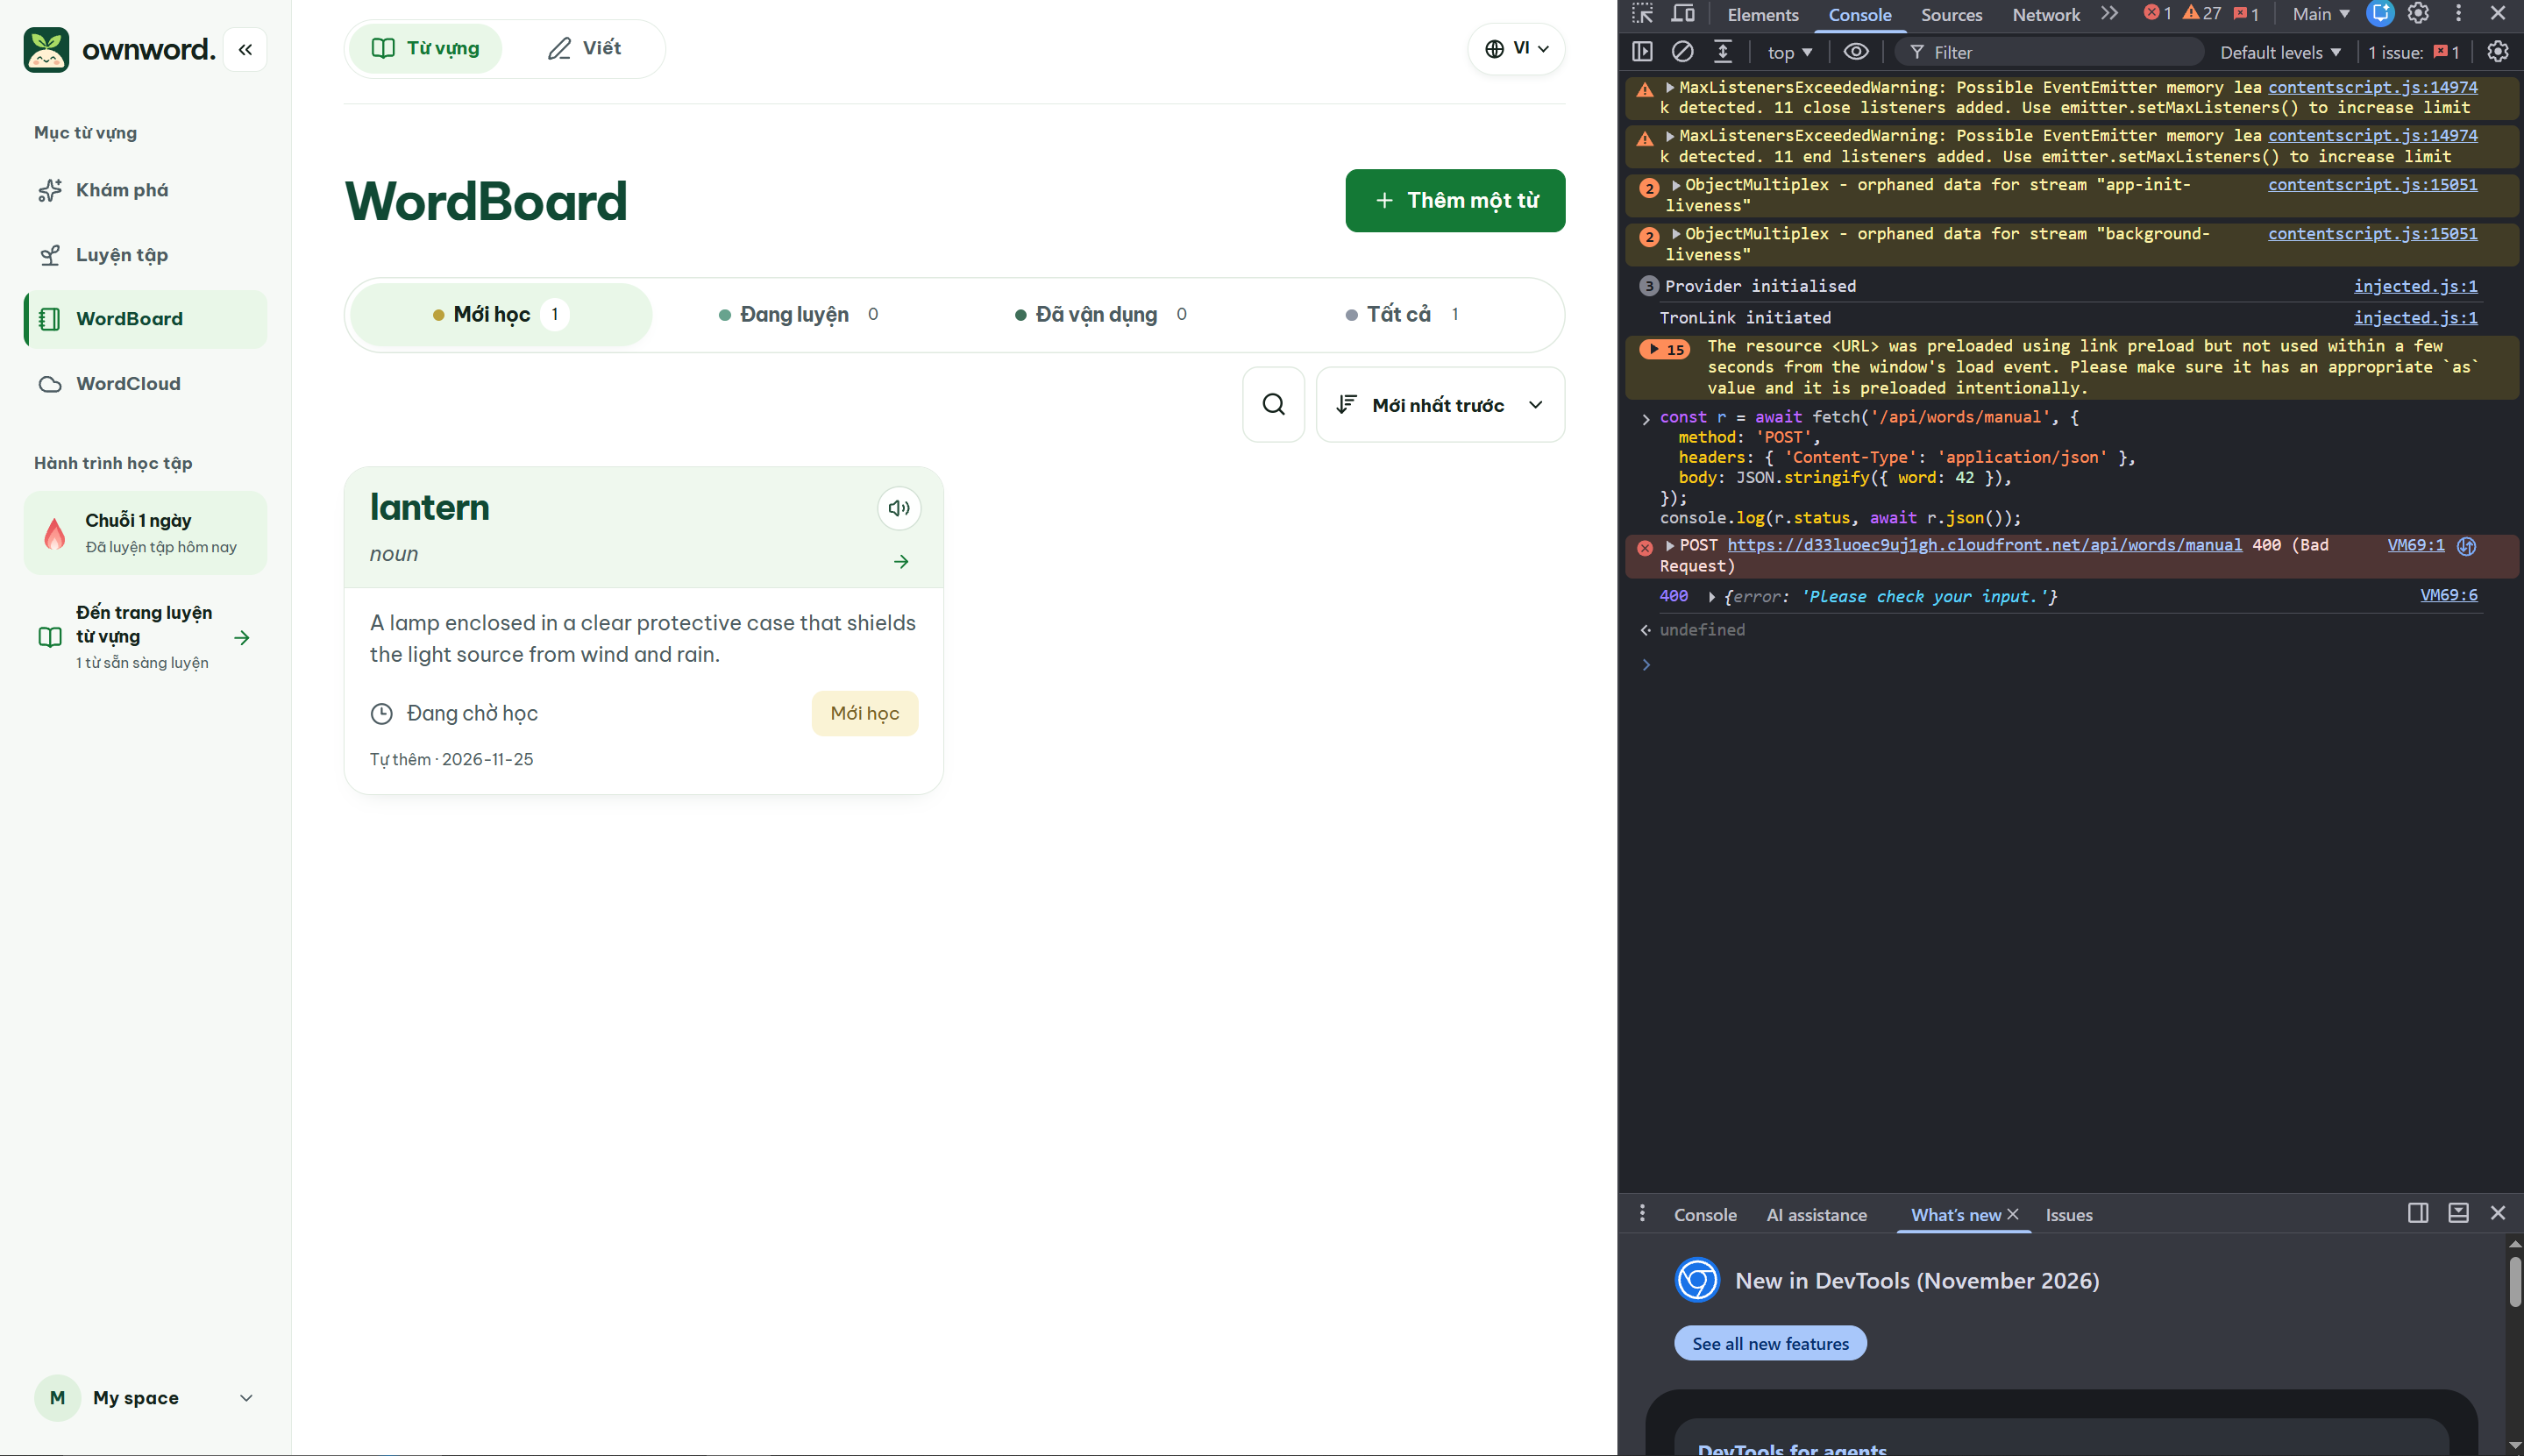 ownword.
Mục từ vựng
Khám phá
Luyện tập
WordBoard
WordCloud
Hành trình học tập
Chuỗi 1 ngày
Đã luyện tập hôm nay
Đến trang luyện
từ vựng
1 từ sẵn sàng luyện
M My space
Từ vựng
Viết
VI
WordBoard
+ Thêm một từ
Mới học 1
Đang luyện 0
Đã vận dụng 0
Tất cả 1
Mới nhất trước
lantern
noun
A lamp enclosed in a clear protective case that shields
the light source from wind and rain.
Đang chờ học
Mới học
Tự thêm · 2026-11-25
Elements Console Sources Network 1 27 1 Main
top Filter Default levels 1 issue: 1
MaxListenersExceededWarning: Possible EventEmitter memory lea contentscript.js:14974
k detected. 11 close listeners added. Use emitter.setMaxListeners() to increase limit
MaxListenersExceededWarning: Possible EventEmitter memory lea contentscript.js:14974
k detected. 11 end listeners added. Use emitter.setMaxListeners() to increase limit
2 ObjectMultiplex - orphaned data for stream "app-init- contentscript.js:15051
liveness"
2 ObjectMultiplex - orphaned data for stream "background- contentscript.js:15051
liveness"
3 Provider initialised injected.js:1
TronLink initiated injected.js:1
15 The resource <URL> was preloaded using link preload but not used within a few
seconds from the window's load event. Please make sure it has an appropriate `as`
value and it is preloaded intentionally.
const r = await fetch('/api/words/manual', {
method: 'POST',
headers: { 'Content-Type': 'application/json' },
body: JSON.stringify({ word: 42 }),
});
console.log(r.status, await r.json());
POST https://d33luoec9uj1gh.cloudfront.net/api/words/manual 400 (Bad VM69:1
Request)
400 {error: 'Please check your input.'} VM69:6
undefined
Console AI assistance What's new Issues
New in DevTools (November 2026)
See all new features
DevTools for agents